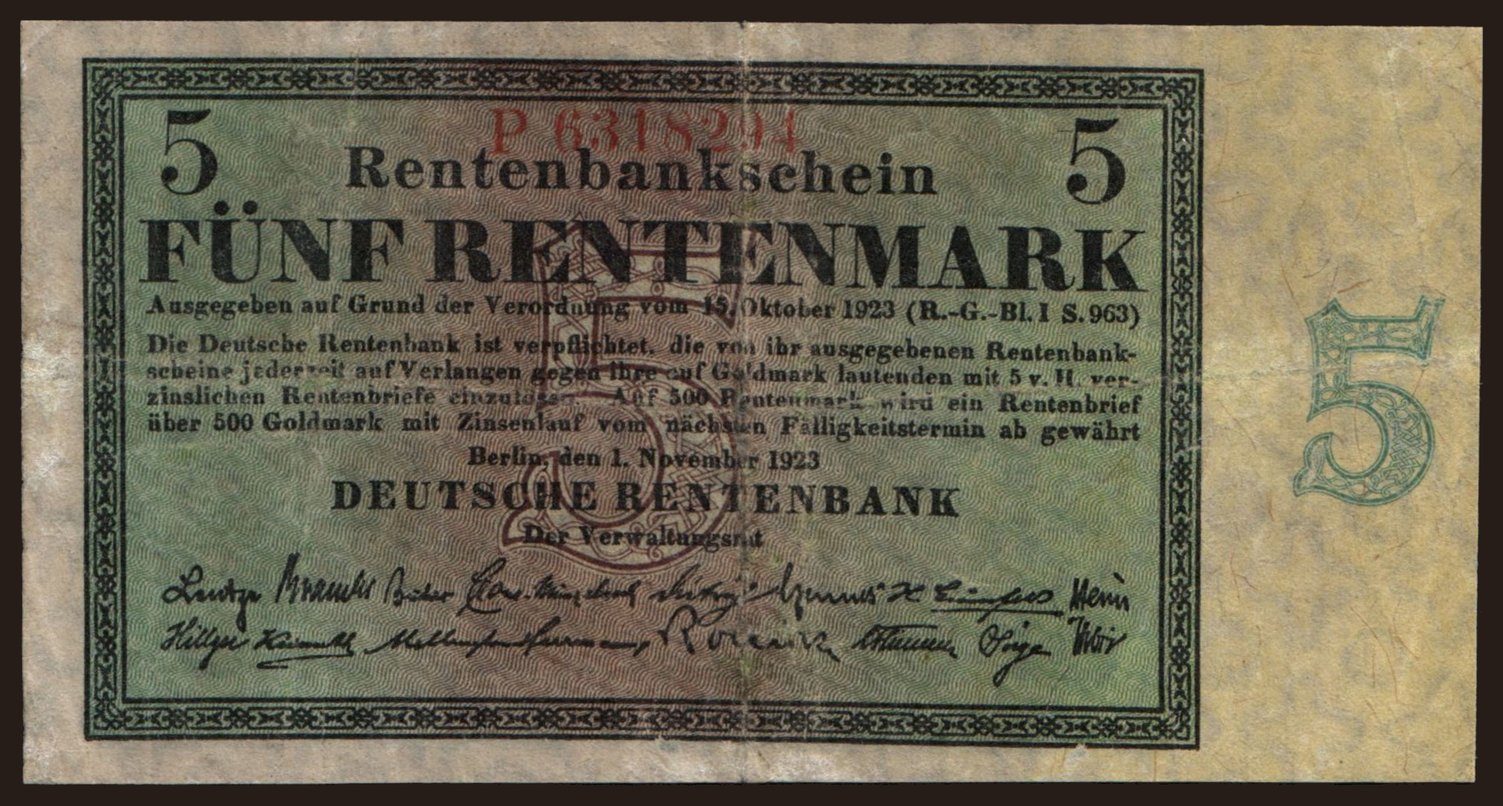 P 6318294
5 Rentenbankschein 5
FÜNF RENTENMARK
Ausgegeben auf Grund der Verordnung vom 15. Oktober 1923 (R.-G.-Bl. I S. 963)
Die Deutsche Rentenbank ist verpflichtet, die von ihr ausgegebenen Rentenbank-
scheine jederzeit auf Verlangen gegen ihre auf Goldmark lautenden mit 5 v. H. ver-
zinslichen Rentenbriefe einzulösen. Auf 500 Rentenmark wird ein Rentenbrief
über 500 Goldmark mit Zinsenlauf vom nächsten Fälligkeitstermin ab gewährt
Berlin, den 1. November 1923
DEUTSCHE RENTENBANK
Der Verwaltungsrat
Lentze
Hillger
5
5